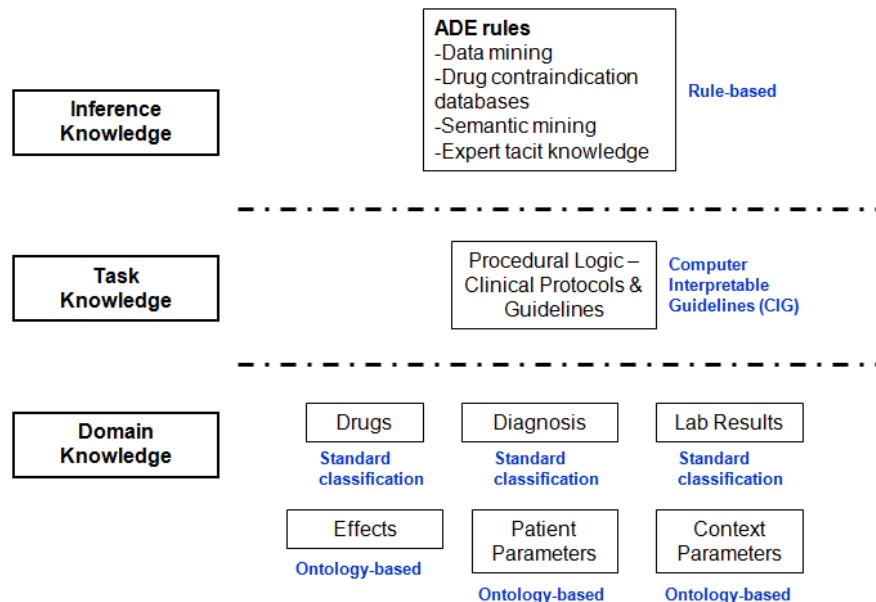 ADE rules
-Data mining
-Drug contraindication
databases
-Semantic mining
-Expert tacit knowledge
Rule-based
Inference
Knowledge
Task
Knowledge
Procedural Logic –
Clinical Protocols &
Guidelines
Computer
Interpretable
Guidelines (CIG)
Domain
Knowledge
Drugs
Standard
classification
Diagnosis
Standard
classification
Lab Results
Standard
classification
Effects
Ontology-based
Patient
Parameters
Ontology-based
Context
Parameters
Ontology-based